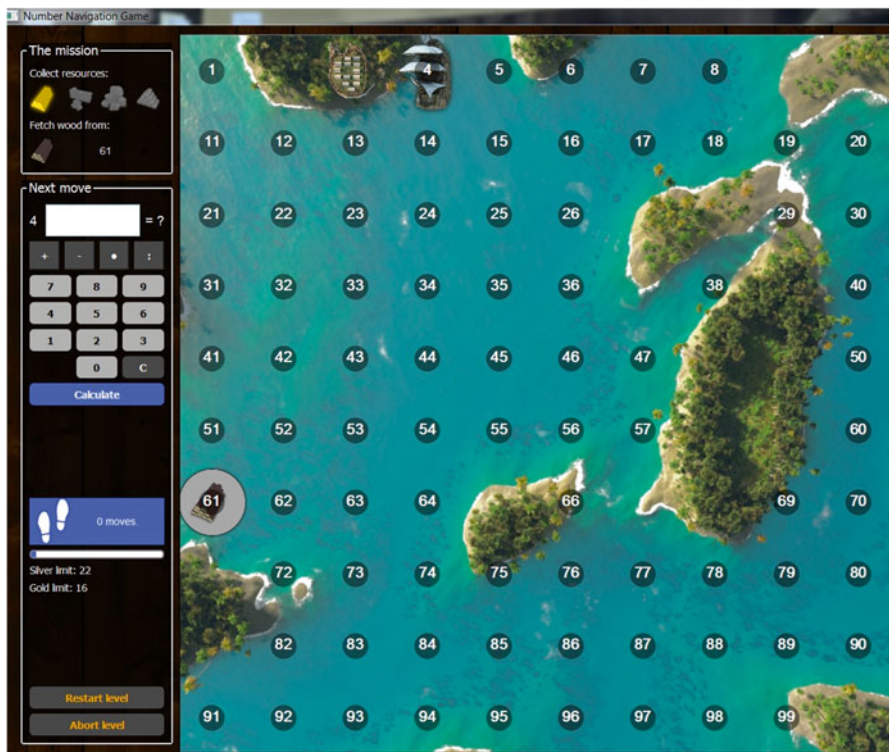 Number Navigation Game
The mission
Collect resources:
Fetch wood from:
61
Next move
4 = ?
+ - • :
7 8 9
4 5 6
1 2 3
0 C
Calculate
0 moves.
Silver limit: 22
Gold limit: 16
Restart level
Abort level
1 4 5 6 7 8
11 12 13 14 15 16 17 18 19 20
21 22 23 24 25 26 29 30
31 32 33 34 35 36 38 40
41 42 43 44 45 46 47 50
51 52 53 54 55 56 57 60
61 62 63 64 66 69 70
72 73 74 75 76 77 78 79 80
82 83 84 85 86 87 88 89 90
91 92 93 94 95 96 97 98 99